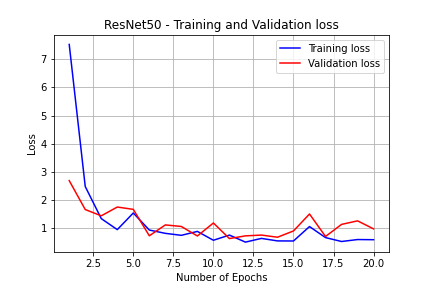 ResNet50 - Training and Validation loss
Training loss
Validation loss
Loss
7
6
5
4
3
2
1
2.5 5.0 7.5 10.0 12.5 15.0 17.5 20.0
Number of Epochs